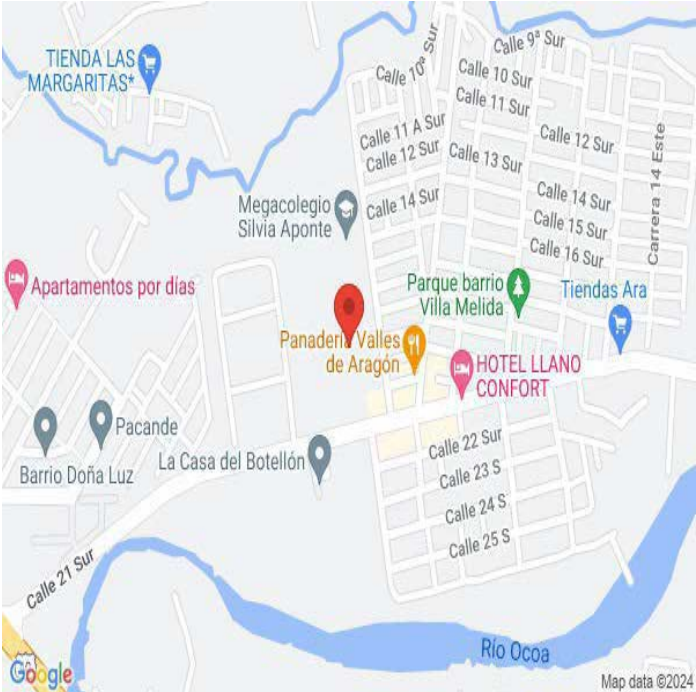 TIENDA LAS
MARGARITAS*
Calle 9ª Sur
Calle 10ª Sur
Calle 10 Sur
Calle 11 Sur
Calle 11 A Sur
Calle 12 Sur
Calle 12 Sur
Calle 13 Sur
Carrera 14 Este
Calle 14 Sur
Calle 14 Sur
Calle 15 Sur
Calle 16 Sur
Megacolegio
Silvia Aponte
Apartamentos por días
Parque barrio
Villa Melida
Tiendas Ara
Panadería Valles
de Aragón
HOTEL LLANO
CONFORT
Pacande
Barrio Doña Luz
La Casa del Botellón
Calle 22 Sur
Calle 23 S
Calle 24 S
Calle 25 S
Calle 21 Sur
Río Ocoa
Google
Map data ©2024